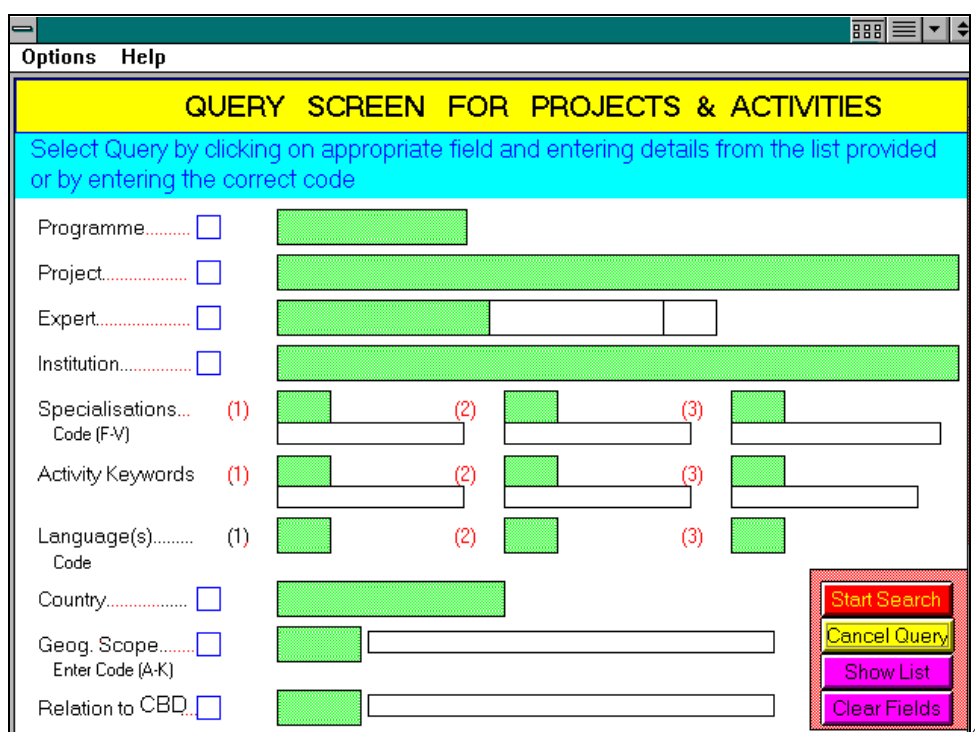 Options Help
QUERY SCREEN FOR PROJECTS & ACTIVITIES
Select Query by clicking on appropriate field and entering details from the list provided
or by entering the correct code
Programme.........
Project..................
Expert....................
Institution...............
Specialisations... (1) (2) (3)
Code (F-V)
Activity Keywords (1) (2) (3)
Language(s)......... (1) (2) (3)
Code
Country.................
Start Search
Geog. Scope.......
Cancel Query
Enter Code (A-K)
Show List
Relation to CBD...
Clear Fields